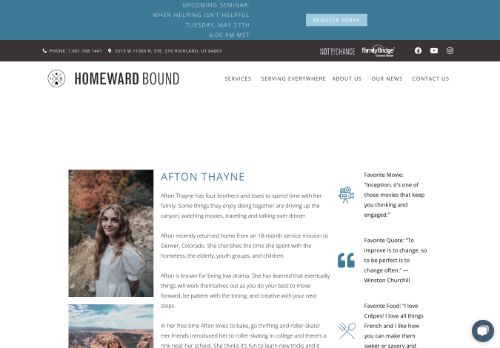 UPCOMING SEMINAR:
WHEN HELPING ISN'T HELPFUL
TUESDAY, MAY 27TH
6:00 PM MST
REGISTER TODAY
PHONE: 1.801.768.1441
5513 W 11000 N, STE. 316 HIGHLAND, UT 84003
NOTBYCHANCE
FamilyBridge
HOMEWARD BOUND
SERVICES
SERVING EVERYWHERE
ABOUT US
OUR NEWS
CONTACT US
AFTON THAYNE
Afton Thayne has four brothers and loves to spend time with her
family. Some things they enjoy doing together are driving up the
canyon, watching movies, traveling and talking over dinner.
Afton recently returned home from an 18-month service mission to
Denver, Colorado. She cherishes the time she spent with the
homeless, the elderly, youth groups, and children.
Afton is known for being low drama. She has learned that eventually,
things will work themselves out as you do your best to move
forward, be patient with the timing, and creative with your next
steps.
In her free time Afton loves to bake, go thrifting and roller skate!
Her friends introduced her to roller-skating in college and there's a
rink near her school. She thinks it's fun to learn new tricks and it
Favorite Movie:
"Inception, it's one of
those movies that keep
you thinking and
engaged."
Favorite Quote: "To
improve is to change, so
to be perfect is to
change often." —
Winston Churchill
Favorite Food: "I love
Crêpes! I love all things
French and I like how
you can make them
sweet or savory and